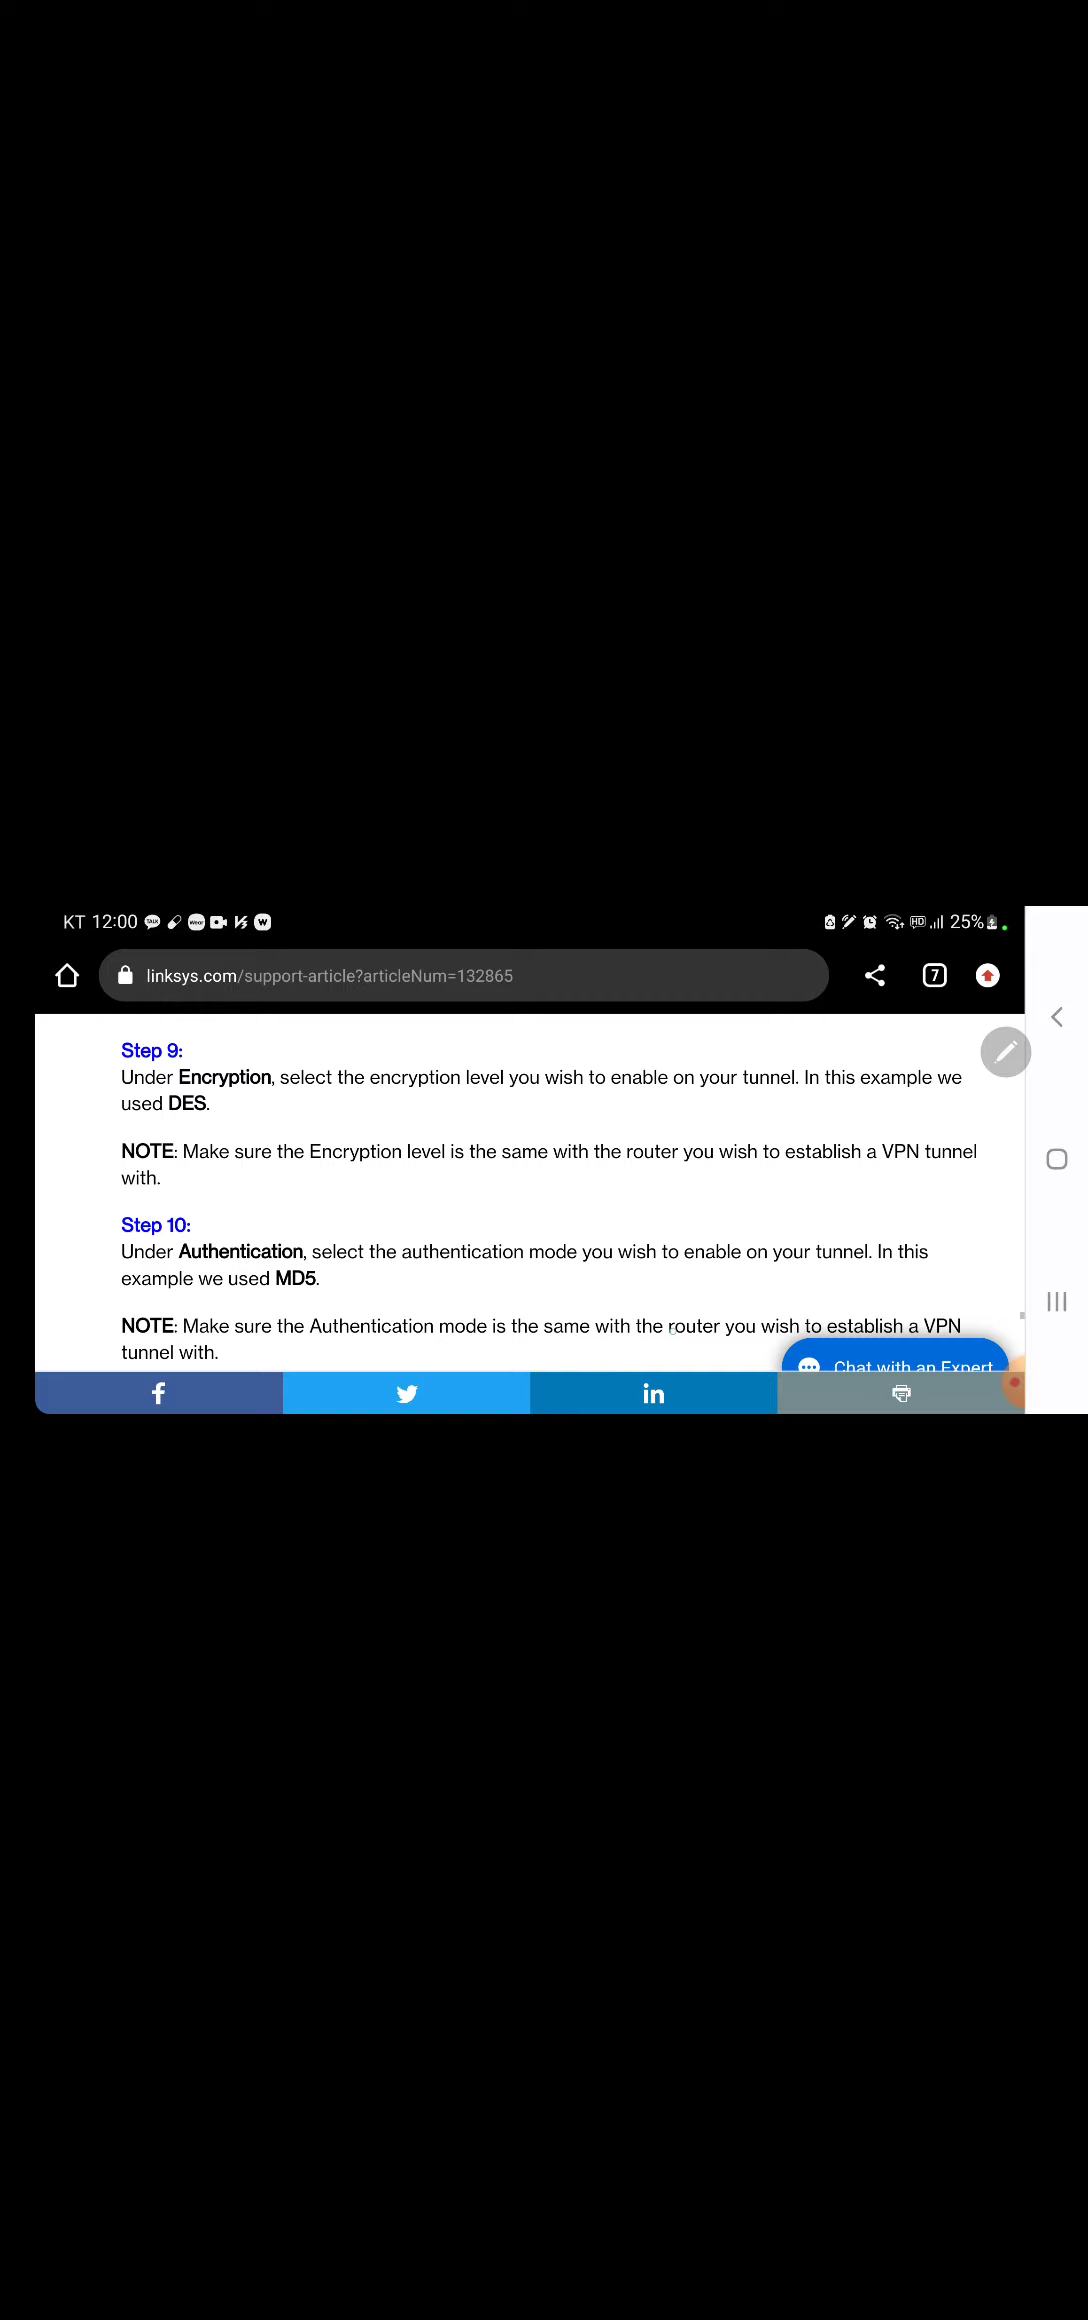 KT 12:00
25%
linksys.com/support-article?articleNum=132865
7
Step 9:
Under Encryption, select the encryption level you wish to enable on your tunnel. In this example we
used DES.
NOTE: Make sure the Encryption level is the same with the router you wish to establish a VPN tunnel
with.
Step 10:
Under Authentication, select the authentication mode you wish to enable on your tunnel. In this
example we used MD5.
NOTE: Make sure the Authentication mode is the same with the router you wish to establish a VPN
tunnel with.
Chat with an Expert